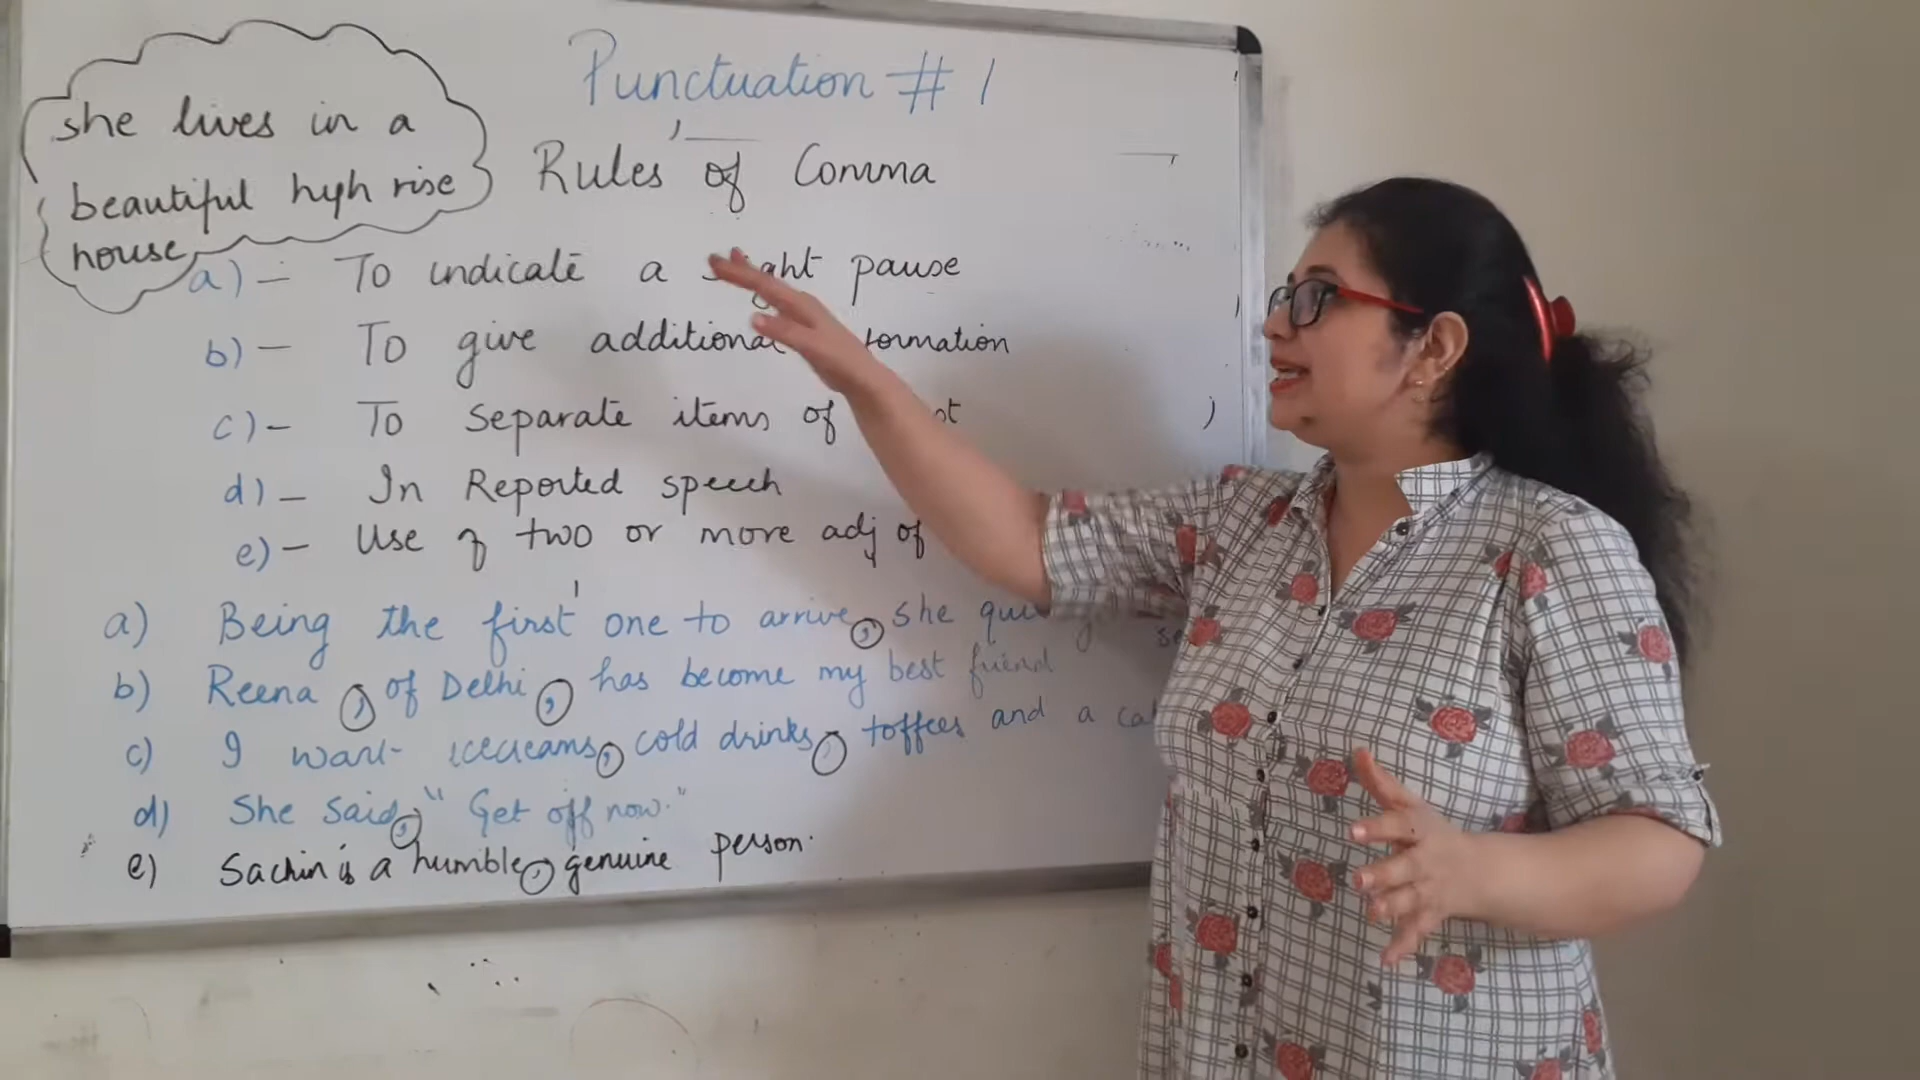 Punctuation # 1
she lives in a
beautiful high rise
house
Rules of Comma
a) - To indicate a slight pause
b) - To give additional
c) - To separate items of
d) - In Reported speech
e) - Use of two or more adj of
a) Being the first one to arrive, she
b) Reena, of Delhi, has become my best friend
c) I want icecreams, cold drinks, toffees and a
d) She said, "Get off now."
e) Sachin is a humble, genuine person.